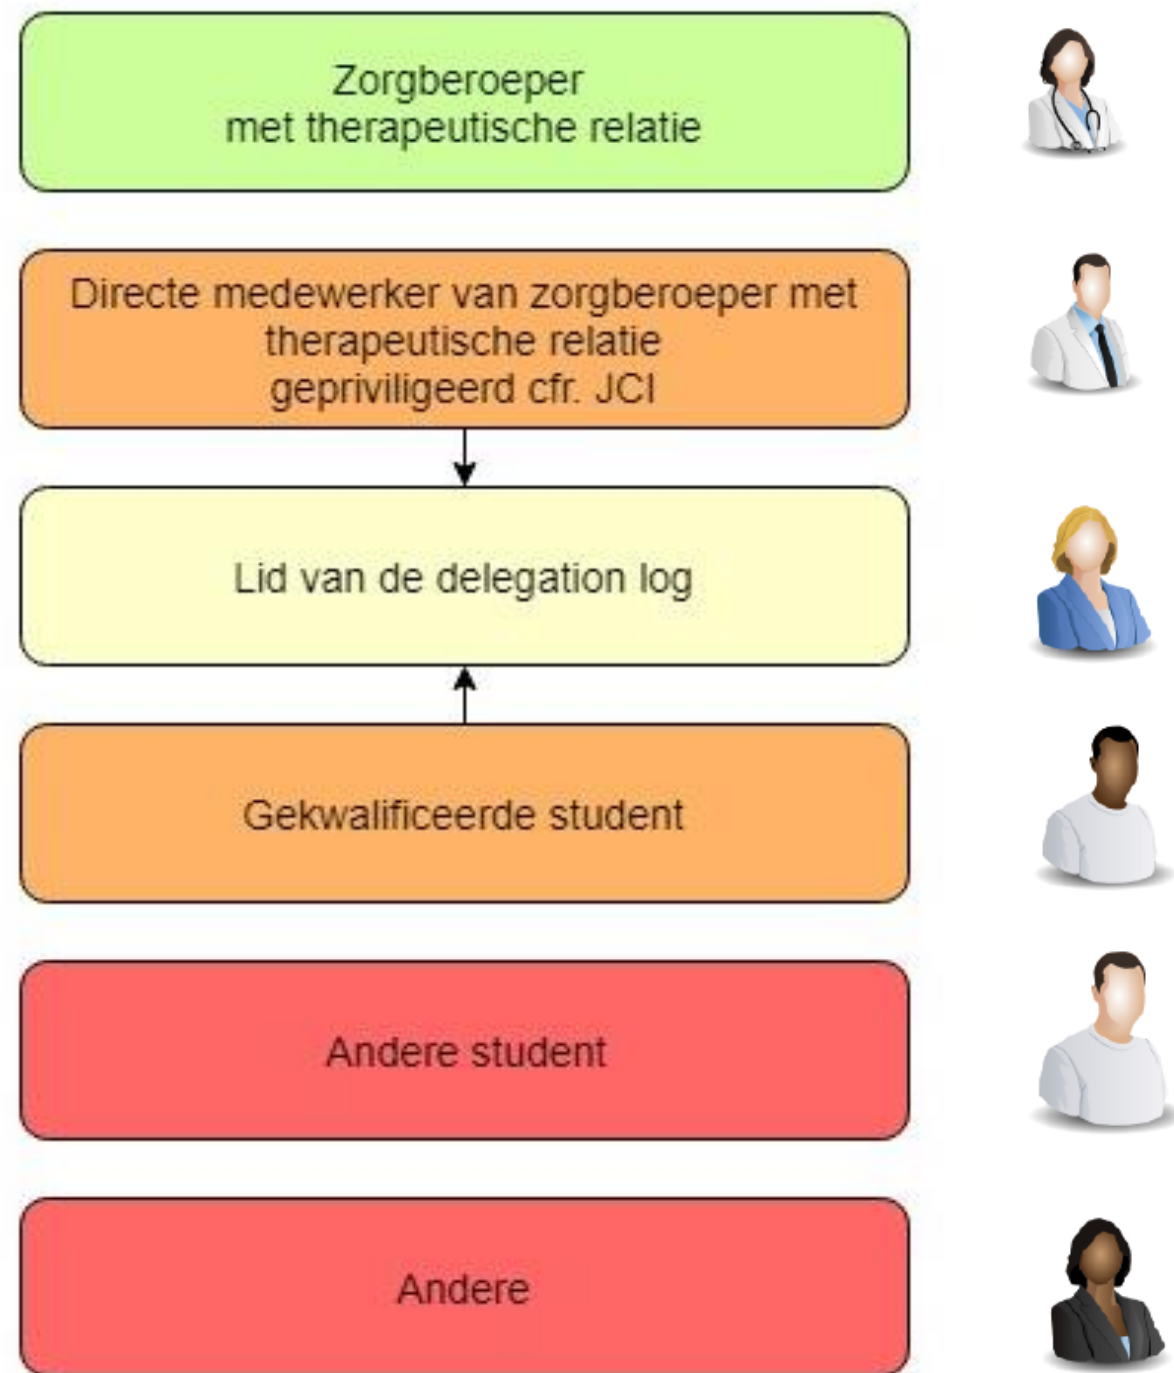 Zorgberoeper
met therapeutische relatie
Directe medewerker van zorgberoeper met
therapeutische relatie
gepriviligeerd cfr. JCI
Lid van de delegation log
Gekwalificeerde student
Andere student
Andere